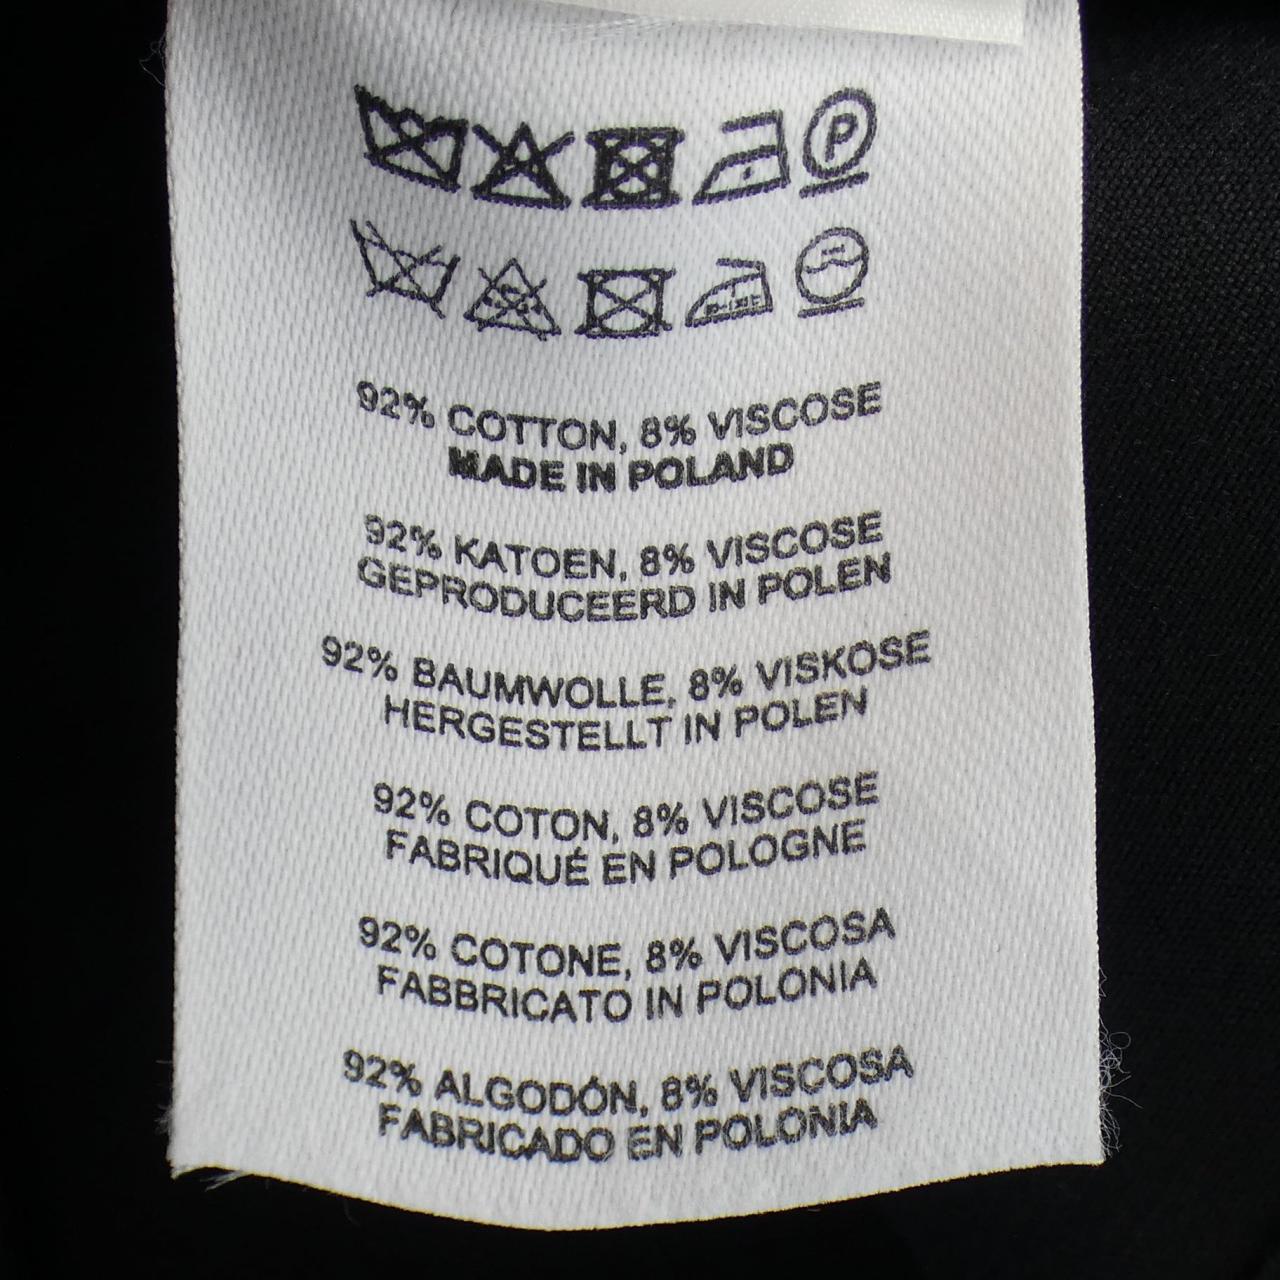 P
92% COTTON, 8% VISCOSE
MADE IN POLAND
92% KATOEN, 8% VISCOSE
GEPRODUCEERD IN POLEN
92% BAUMWOLLE, 8% VISKOSE
HERGESTELLT IN POLEN
92% COTON, 8% VISCOSE
FABRIQUÉ EN POLOGNE
92% COTONE, 8% VISCOSA
FABBRICATO IN POLONIA
92% ALGODÓN, 8% VISCOSA
FABRICADO EN POLONIA